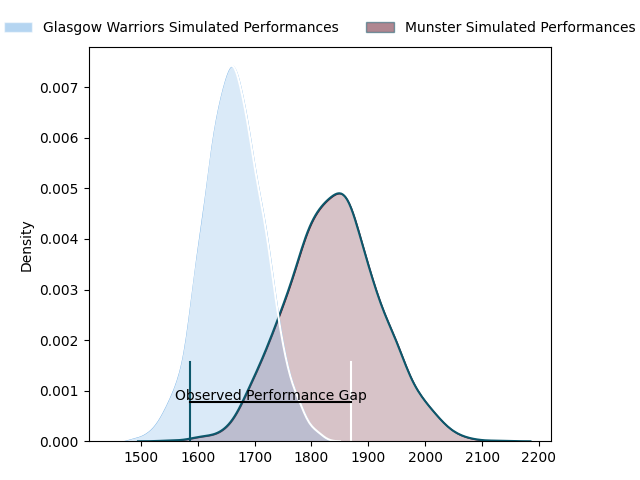 Glasgow Warriors Simulated Performances Munster Simulated Performances
0.007
0.006
0.005
0.004
0.003
0.002
0.001
0.000
Density
Observed Performance Gap
1500 1600 1700 1800 1900 2000 2100 2200